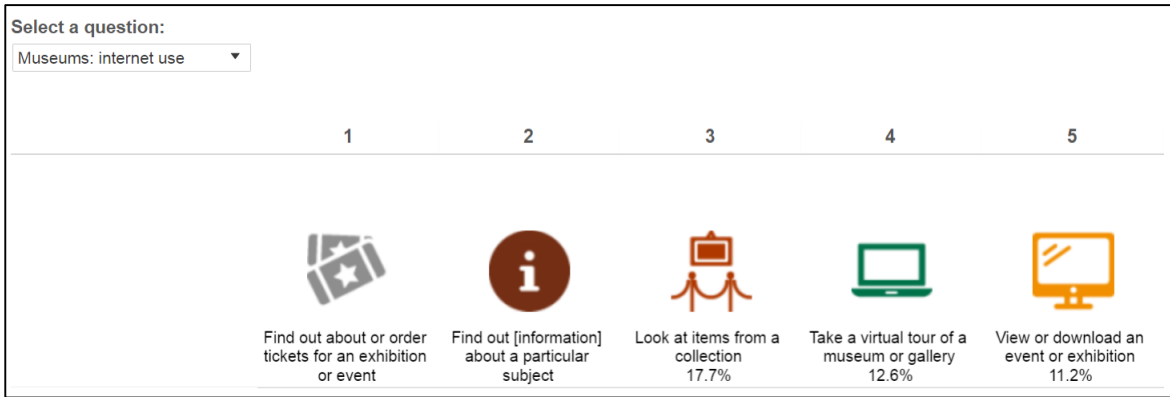 Select a question:
Museums: internet use
1 2 3 4 5
i
Find out about or order
tickets for an exhibition
or event
Find out [information]
about a particular
subject
Look at items from a
collection
17.7%
Take a virtual tour of a
museum or gallery
12.6%
View or download an
event or exhibition
11.2%